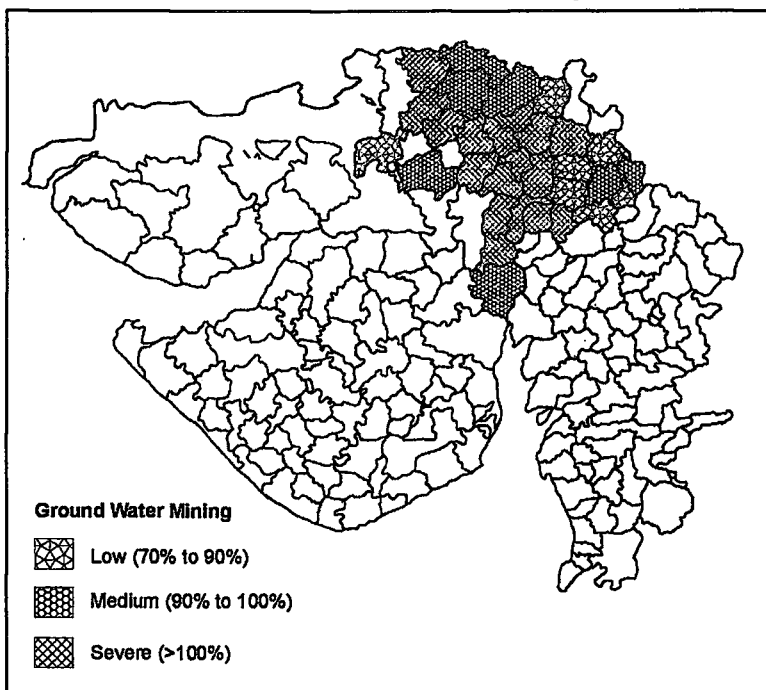 Ground Water Mining
Low (70% to 90%)
Medium (90% to 100%)
Severe (>100%)